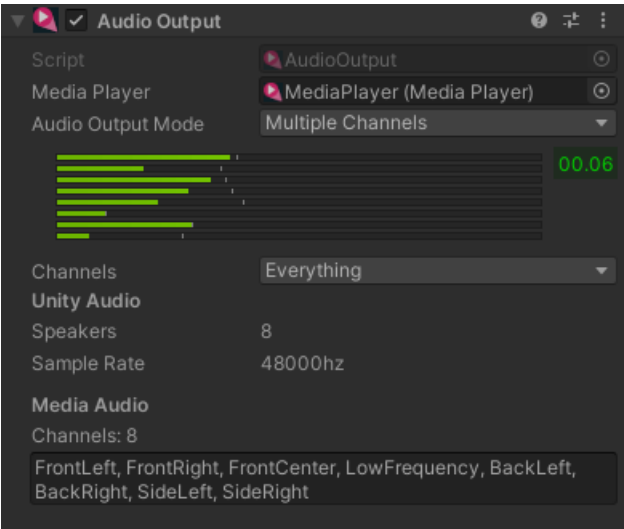 Audio Output
Script AudioOutput
Media Player MediaPlayer (Media Player)
Audio Output Mode Multiple Channels
00.06
Channels Everything
Unity Audio
Speakers 8
Sample Rate 48000hz
Media Audio
Channels: 8
FrontLeft, FrontRight, FrontCenter, LowFrequency, BackLeft,
BackRight, SideLeft, SideRight